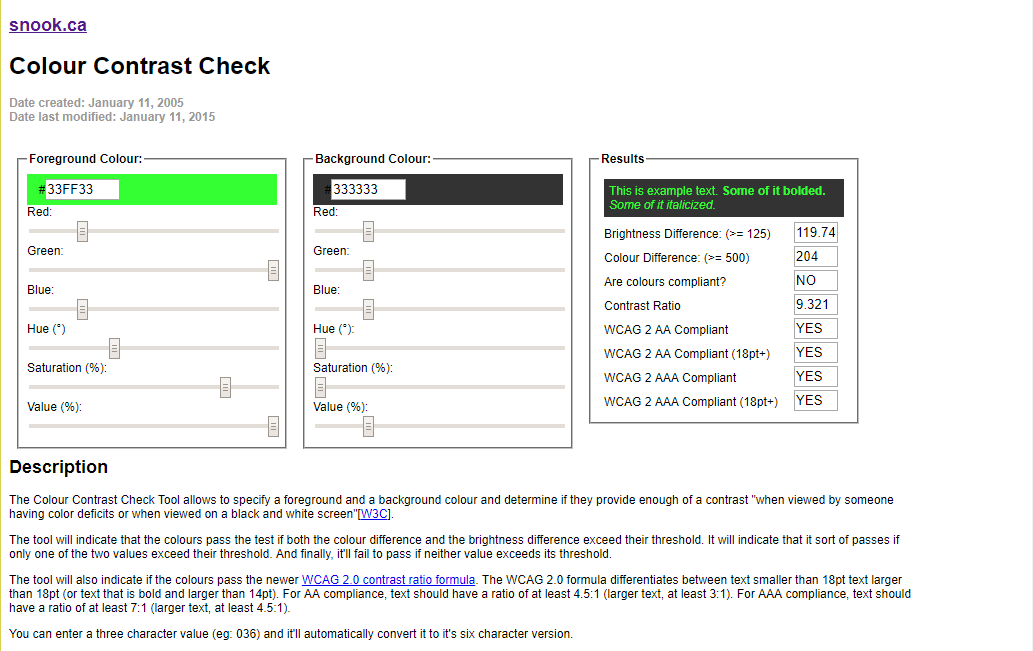 snook.ca
Colour Contrast Check
Date created: January 11, 2005
Date last modified: January 11, 2015
Foreground Colour:
#33FF33
Red:
Green:
Blue:
Hue (°)
Saturation (%):
Value (%):
Background Colour:
#333333
Red:
Green:
Blue:
Hue (°):
Saturation (%):
Value (%):
Results
This is example text. Some of it bolded.
Some of it italicized.
Brightness Difference: (>= 125) 119.74
Colour Difference: (>= 500) 204
Are colours compliant? NO
Contrast Ratio 9.321
WCAG 2 AA Compliant YES
WCAG 2 AA Compliant (18pt+) YES
WCAG 2 AAA Compliant YES
WCAG 2 AAA Compliant (18pt+) YES
Description
The Colour Contrast Check Tool allows to specify a foreground and a background colour and determine if they provide enough of a contrast "when viewed by someone
having color deficits or when viewed on a black and white screen"[W3C].
The tool will indicate that the colours pass the test if both the colour difference and the brightness difference exceed their threshold. It will indicate that it sort of passes if
only one of the two values exceed their threshold. And finally, it'll fail to pass if neither value exceeds its threshold.
The tool will also indicate if the colours pass the newer WCAG 2.0 contrast ratio formula. The WCAG 2.0 formula differentiates between text smaller than 18pt text larger
than 18pt (or text that is bold and larger than 14pt). For AA compliance, text should have a ratio of at least 4.5:1 (larger text, at least 3:1). For AAA compliance, text should
have a ratio of at least 7:1 (larger text, at least 4.5:1).
You can enter a three character value (eg: 036) and it'll automatically convert it to it's six character version.